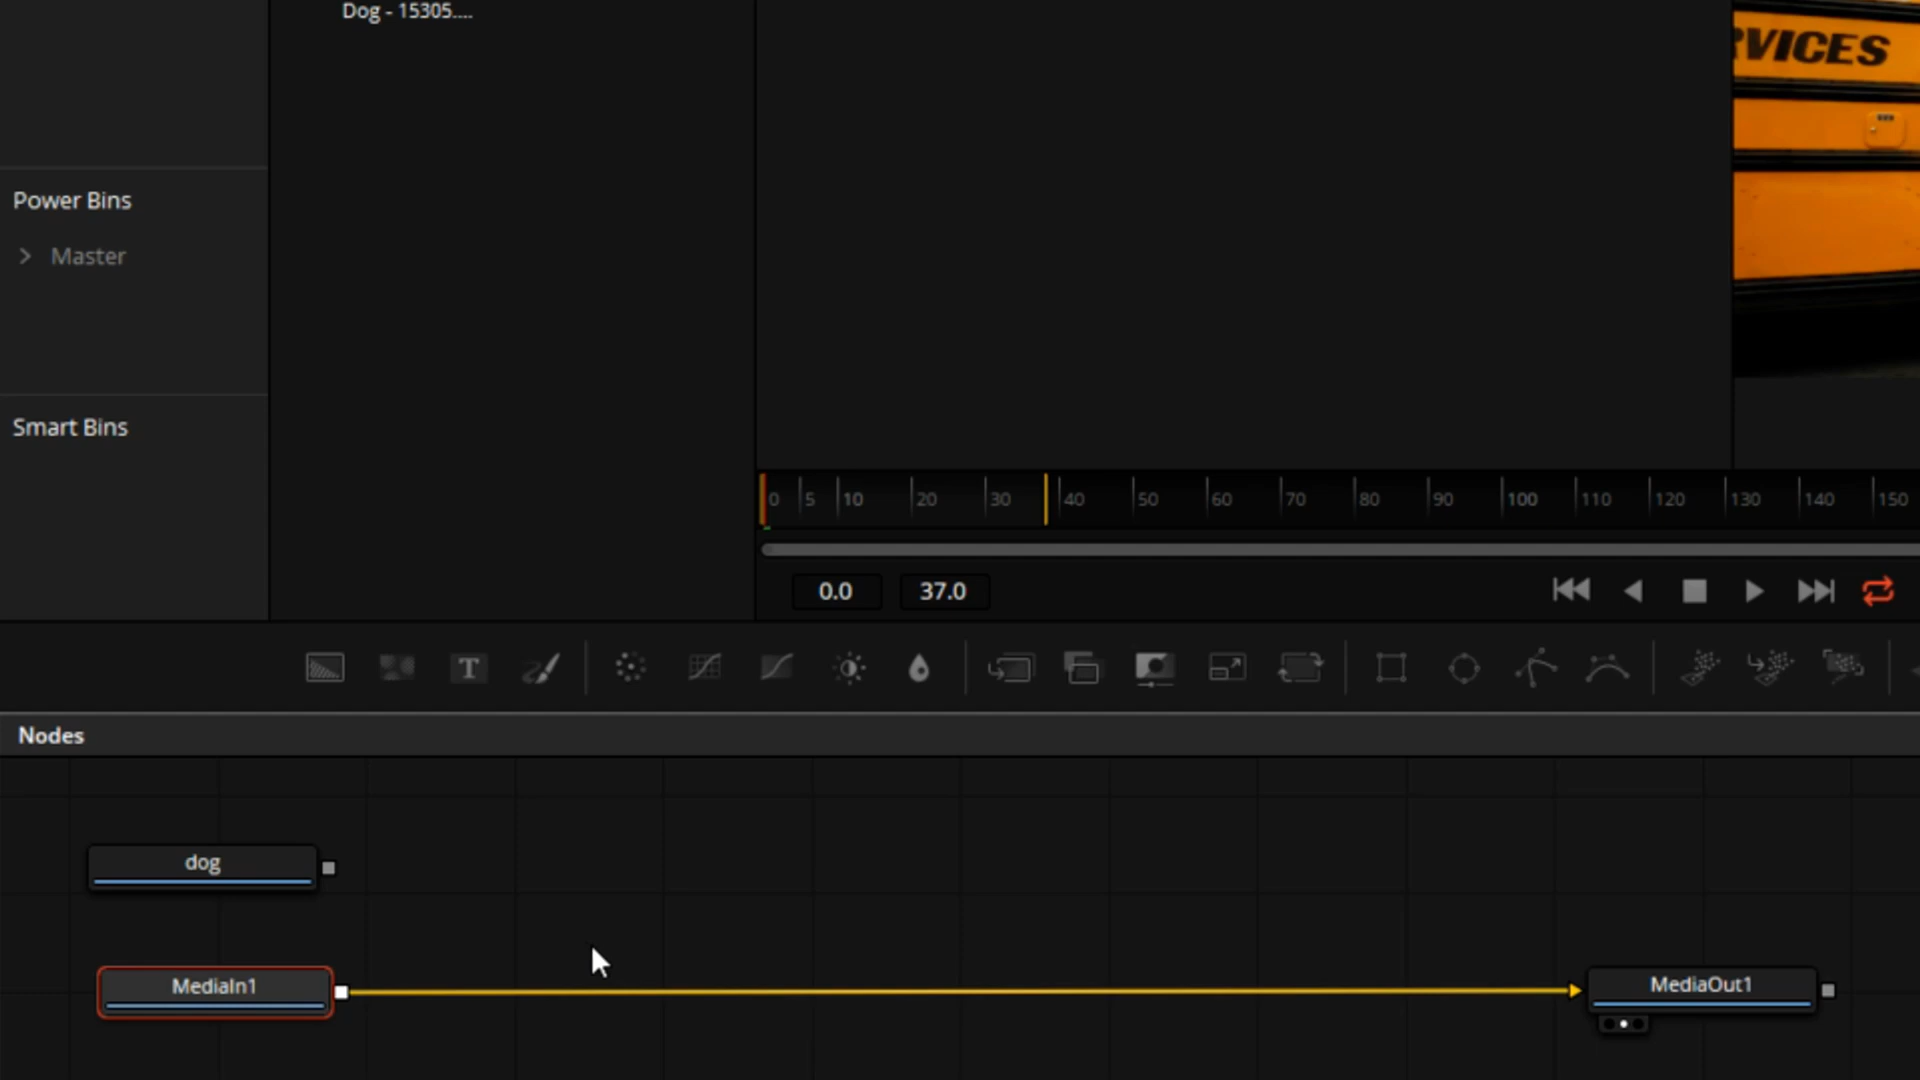 Dog - 15305....
RVICES
Power Bins
Master
Smart Bins
0 5 10 20 30 40 50 60 70 80 90 100 110 120 130 140 150
0.0 37.0
T
Nodes
dog
MediaIn1
MediaOut1